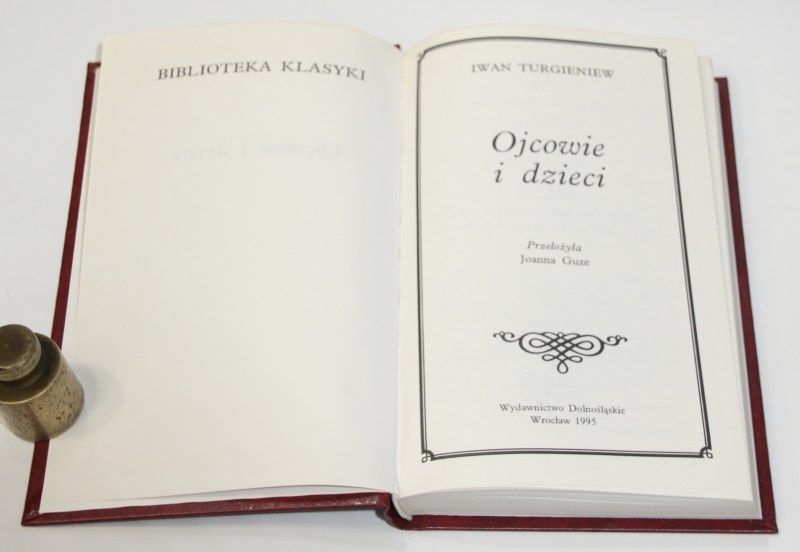 BIBLIOTEKA KLASYKI
IWAN TURGIENIEW
Ojcowie
i dzieci
Przełożyła
Joanna Guze
Wydawnictwo Dolnośląskie
Wrocław 1995